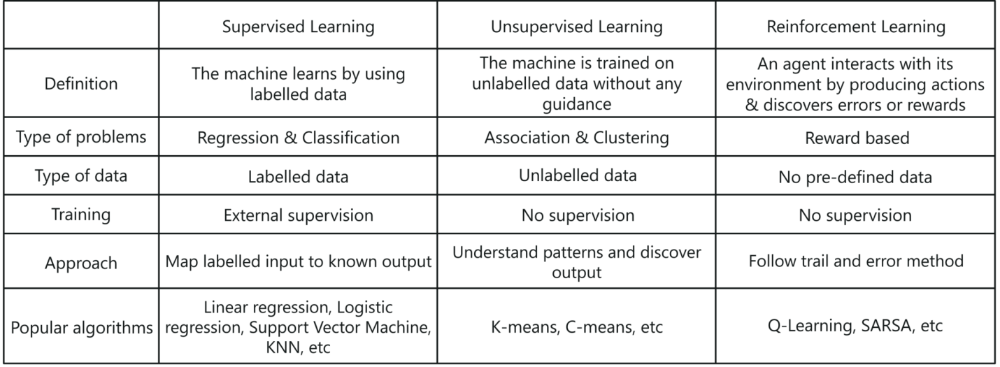 Supervised Learning
Unsupervised Learning
Reinforcement Learning
Definition
The machine learns by using
labelled data
The machine is trained on
unlabelled data without any
guidance
An agent interacts with its
environment by producing actions
& discovers errors or rewards
Type of problems
Regression & Classification
Association & Clustering
Reward based
Type of data
Labelled data
Unlabelled data
No pre-defined data
Training
External supervision
No supervision
No supervision
Approach
Map labelled input to known output
Understand patterns and discover
output
Follow trail and error method
Popular algorithms
Linear regression, Logistic
regression, Support Vector Machine,
KNN, etc
K-means, C-means, etc
Q-Learning, SARSA, etc